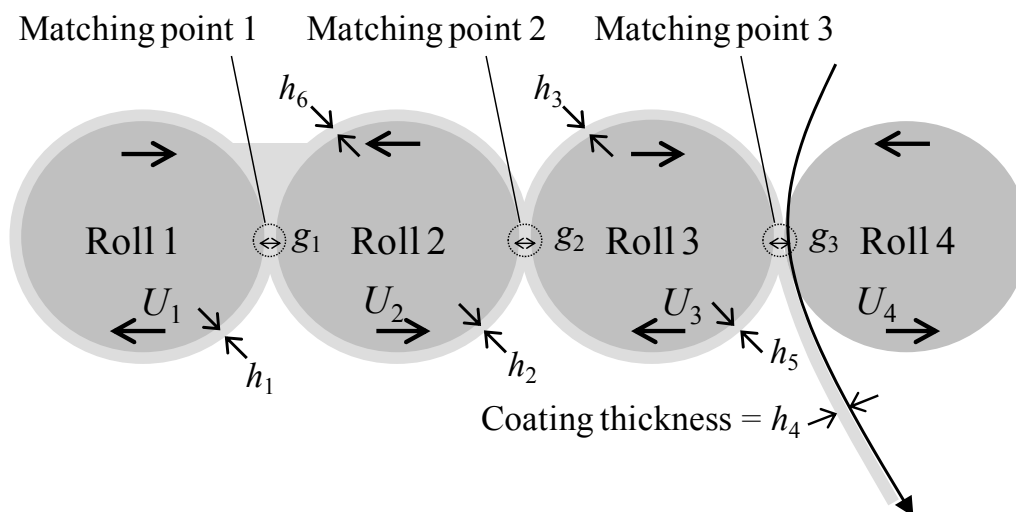 Matching point 1
Matching point 2
Matching point 3
h6
h3
Roll 1
g1
Roll 2
g2
Roll 3
g3
Roll 4
U1
U2
U3
U4
h1
h2
h5
Coating thickness = h4